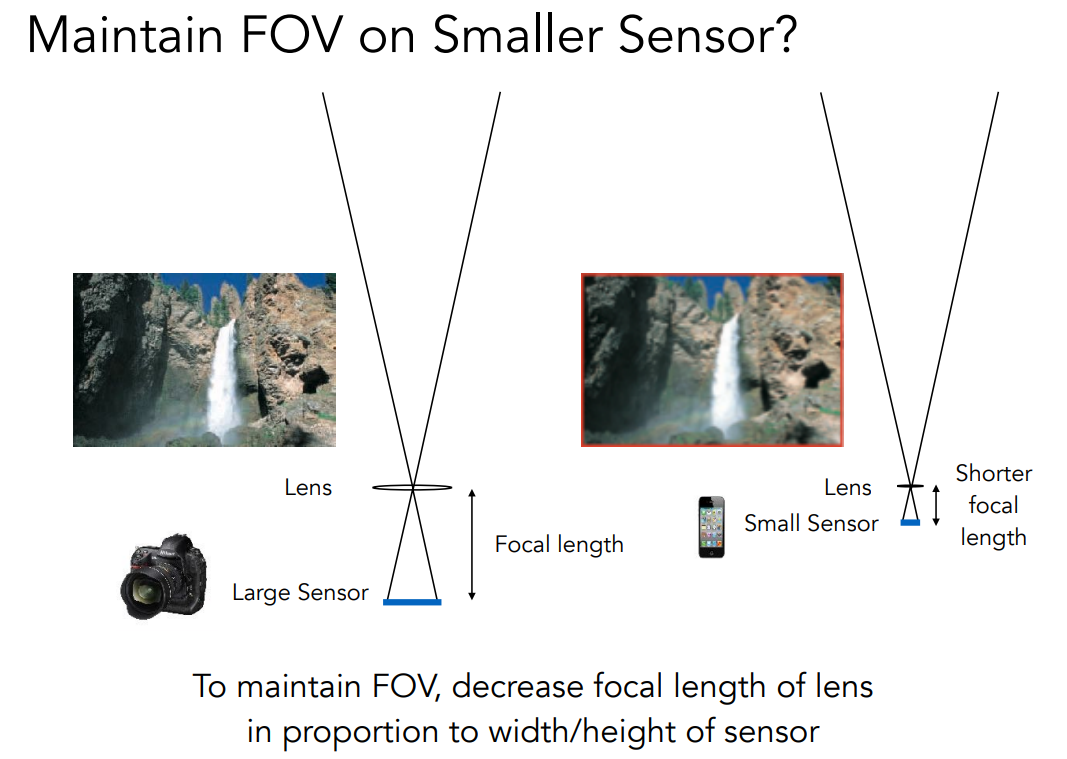 Maintain FOV on Smaller Sensor?
Lens
Focal length
Large Sensor
Lens
Small Sensor
Shorter
focal
length
To maintain FOV, decrease focal length of lens
in proportion to width/height of sensor